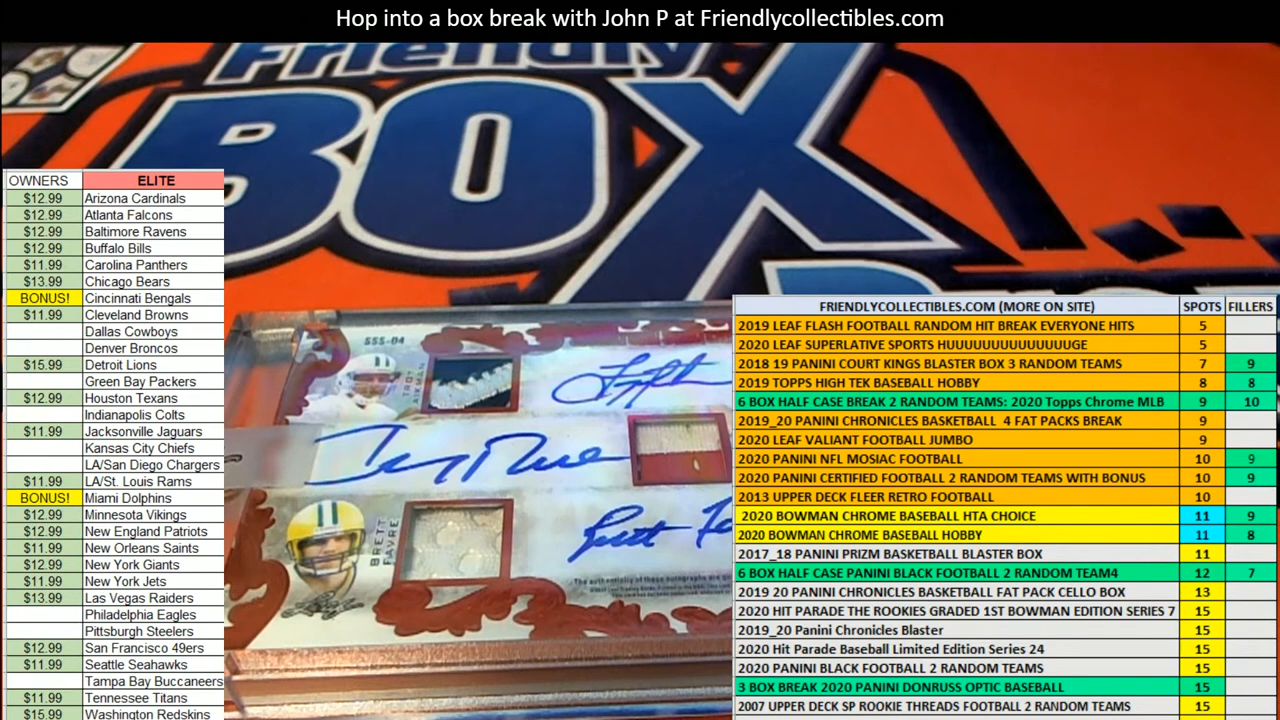 Hop into a box break with John P at Friendlycollectibles.com
Friendly
BOX
OWNERS ELITE
$12.99 Arizona Cardinals
$12.99 Atlanta Falcons
$12.99 Baltimore Ravens
$12.99 Buffalo Bills
$11.99 Carolina Panthers
$13.99 Chicago Bears
BONUS! Cincinnati Bengals
$11.99 Cleveland Browns
Dallas Cowboys
Denver Broncos
$15.99 Detroit Lions
Green Bay Packers
$12.99 Houston Texans
Indianapolis Colts
$11.99 Jacksonville Jaguars
Kansas City Chiefs
LA/San Diego Chargers
$11.99 LA/St. Louis Rams
BONUS! Miami Dolphins
$12.99 Minnesota Vikings
$12.99 New England Patriots
$11.99 New Orleans Saints
$12.99 New York Giants
$11.99 New York Jets
$13.99 Las Vegas Raiders
Philadelphia Eagles
Pittsburgh Steelers
$12.99 San Francisco 49ers
$11.99 Seattle Seahawks
Tampa Bay Buccaneers
$11.99 Tennessee Titans
$15.99 Washington Redskins
SSS-04
TROY AIKMAN
BRETT FAVRE
Leaf
The authenticity of these autographs are gu
FRIENDLYCOLLECTIBLES.COM (MORE ON SITE) SPOTS FILLERS
2019 LEAF FLASH FOOTBALL RANDOM HIT BREAK EVERYONE HITS 5
2020 LEAF SUPERLATIVE SPORTS HUUUUUUUUUUUUUUGE 5
2018 19 PANINI COURT KINGS BLASTER BOX 3 RANDOM TEAMS 7 9
2019 TOPPS HIGH TEK BASEBALL HOBBY 8 8
6 BOX HALF CASE BREAK 2 RANDOM TEAMS: 2020 Topps Chrome MLB 9 10
2019_20 PANINI CHRONICLES BASKETBALL 4 FAT PACKS BREAK 9
2020 LEAF VALIANT FOOTBALL JUMBO 9
2020 PANINI NFL MOSIAC FOOTBALL 10 9
2020 PANINI CERTIFIED FOOTBALL 2 RANDOM TEAMS WITH BONUS 10 9
2013 UPPER DECK FLEER RETRO FOOTBALL 10
2020 BOWMAN CHROME BASEBALL HTA CHOICE 11 9
2020 BOWMAN CHROME BASEBALL HOBBY 11 8
2017_18 PANINI PRIZM BASKETBALL BLASTER BOX 11
6 BOX HALF CASE PANINI BLACK FOOTBALL 2 RANDOM TEAM4 12 7
2019 20 PANINI CHRONICLES BASKETBALL FAT PACK CELLO BOX 13
2020 HIT PARADE THE ROOKIES GRADED 1ST BOWMAN EDITION SERIES 7 15
2019_20 Panini Chronicles Blaster 15
2020 Hit Parade Baseball Limited Edition Series 24 15
2020 PANINI BLACK FOOTBALL 2 RANDOM TEAMS 15
3 BOX BREAK 2020 PANINI DONRUSS OPTIC BASEBALL 15
2007 UPPER DECK SP ROOKIE THREADS FOOTBALL 2 RANDOM TEAMS 15